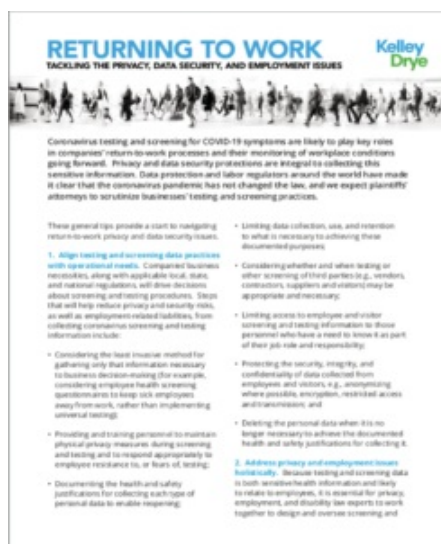 RETURNING TO WORK
TACKLING THE PRIVACY, DATA SECURITY, AND EMPLOYMENT ISSUES
Kelley
Drye
Coronavirus testing and screening for COVID-19 symptoms are likely to play key roles
in companies' return-to-work processes and their monitoring of workplace conditions
going forward. Privacy and data security protections are integral to collecting this
sensitive information. Data protection and labor regulators around the world have made
it clear that the coronavirus pandemic has not changed the law, and we expect plaintiffs'
attorneys to scrutinize businesses' testing and screening practices.
These general tips provide a start to navigating
return-to-work privacy and data security issues.
1. Align testing and screening data practices
with operational needs. Companies' business
necessities, along with applicable local, state,
and national regulations, will drive decisions
about screening and testing procedures. Steps
that will help reduce privacy and security risks,
as well as employment-related liabilities, from
collecting coronavirus screening and testing
information include:
• Considering the least invasive method for
gathering only that information necessary
to business decision-making (for example,
considering employee health screening
questionnaires to keep sick employees
away from work, rather than implementing
universal testing);
• Providing and training personnel to maintain
physical privacy measures during screening
and testing and to respond appropriately to
employee resistance to, or fears of, testing;
• Documenting the health and safety
justifications for collecting each type of
personal data to enable reopening;
• Limiting data collection, use, and retention
to what is necessary to achieving these
documented purposes;
• Considering whether and when testing or
other screening of third parties (e.g., vendors,
contractors, suppliers and visitors) may be
appropriate and necessary;
• Limiting access to employee and visitor
screening and testing information to those
personnel who have a need to know it as part
of their job role and responsibility;
• Protecting the security, integrity, and
confidentiality of data collected from
employees and visitors, e.g., anonymizing
where possible, encryption, restricted access
and transmission; and
• Deleting the personal data when it is no
longer necessary to achieve the documented
health and safety justifications for collecting it.
2. Address privacy and employment issues
holistically. Because testing and screening data
is both sensitive health information and likely
to relate to employees, it is essential for privacy,
employment, and disability law experts to work
together to design and oversee screening and